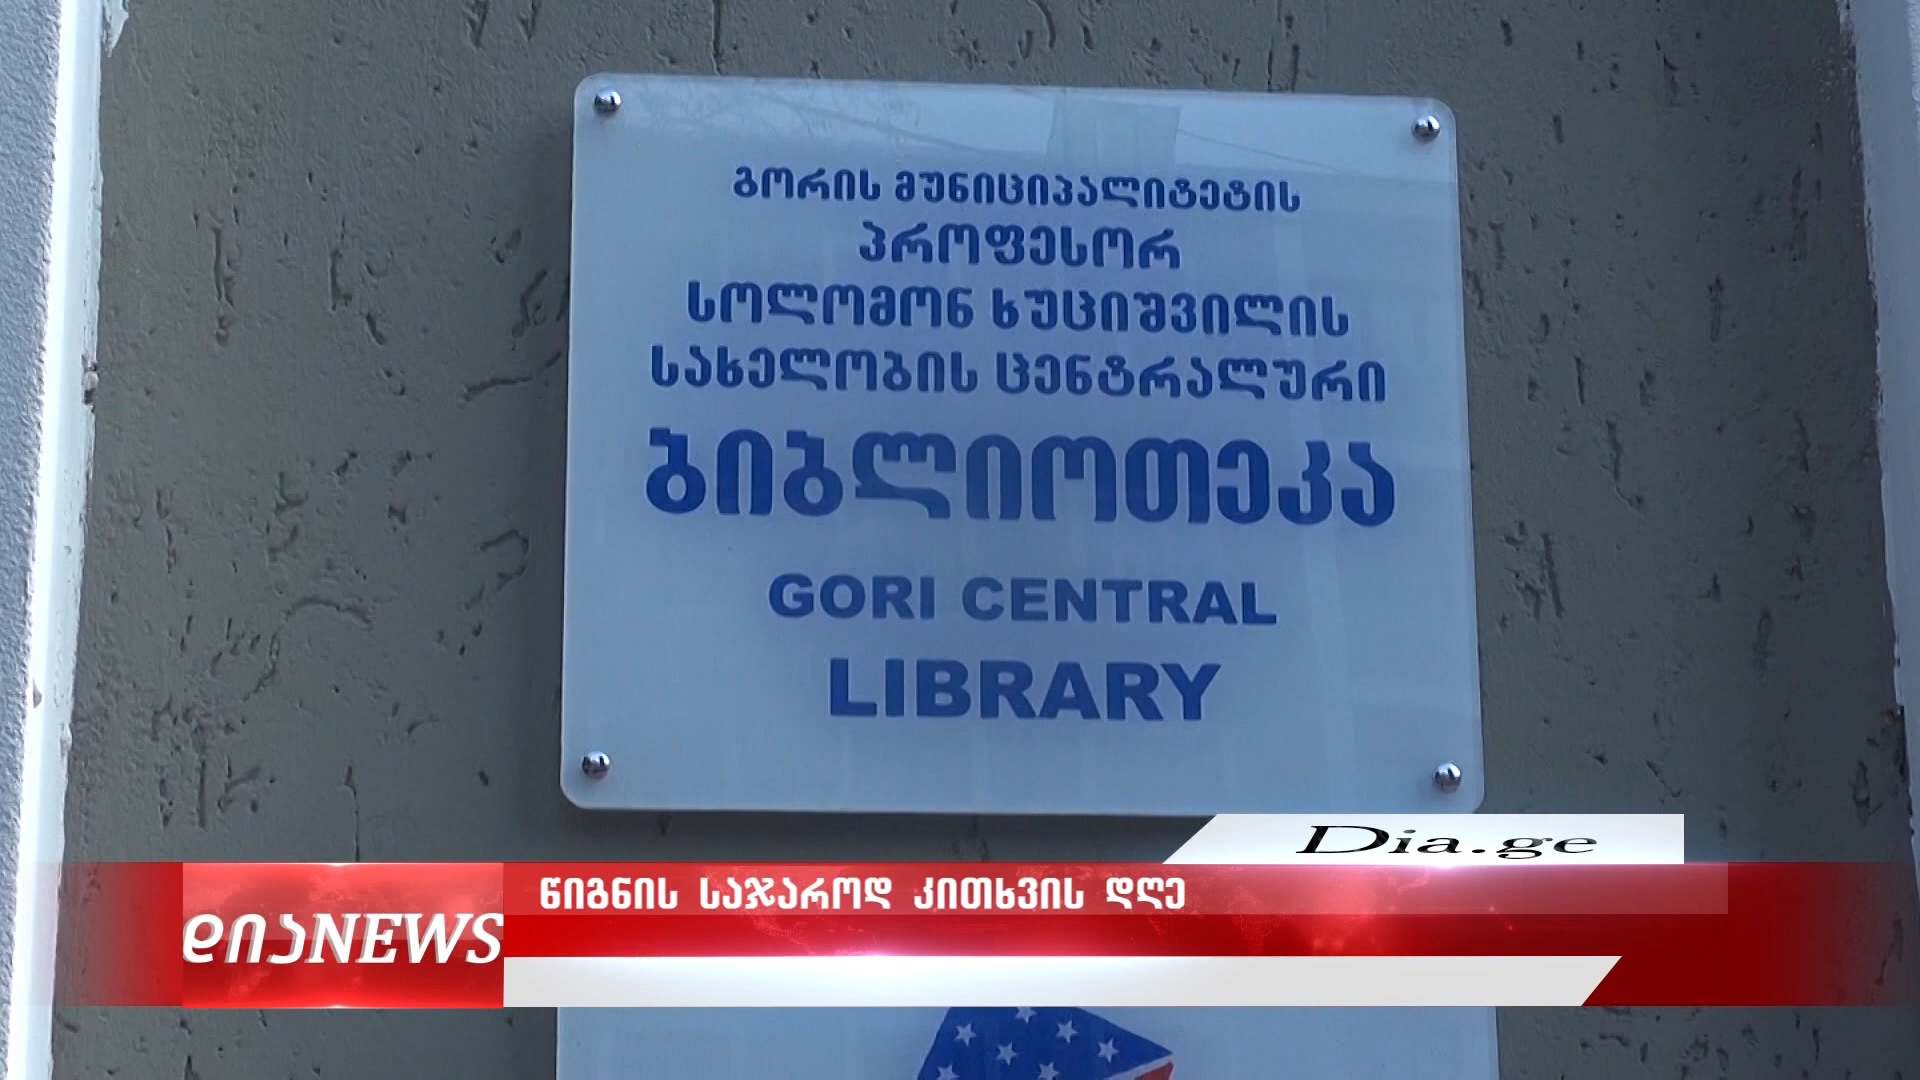 გორის მუნიციპალიტეტის
პროფესორ
სოლომონ ხუციშვილის
სახელობის ცენტრალური
ბიბლიოთეკა
GORI CENTRAL
LIBRARY
Dia.ge
წიგნის საჯაროდ კითხვის დღე
დიაNEWS